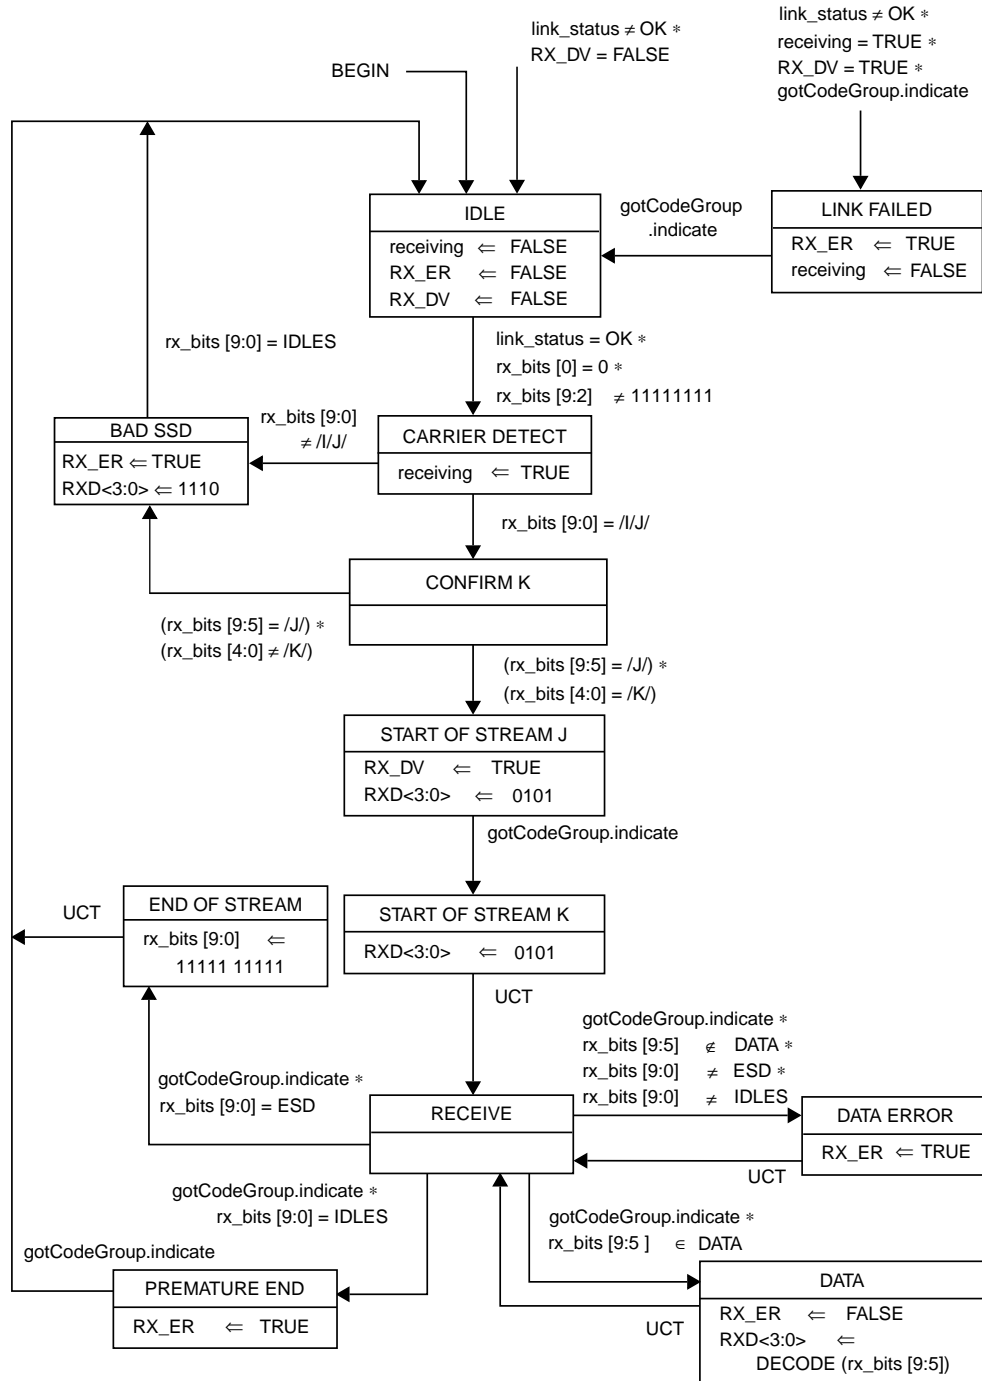 link_status ≠ OK *
RX_DV = FALSE
link_status ≠ OK *
receiving = TRUE *
RX_DV = TRUE *
gotCodeGroup.indicate
BEGIN
IDLE
receiving ⇐ FALSE
RX_ER ⇐ FALSE
RX_DV ⇐ FALSE
gotCodeGroup
.indicate
LINK FAILED
RX_ER ⇐ TRUE
receiving ⇐ FALSE
rx_bits [9:0] = IDLES
link_status = OK *
rx_bits [0] = 0 *
rx_bits [9:2] ≠ 11111111
BAD SSD
RX_ER ⇐ TRUE
RXD<3:0> ⇐ 1110
rx_bits [9:0]
≠ /I/J/
CARRIER DETECT
receiving ⇐ TRUE
rx_bits [9:0] = /I/J/
CONFIRM K
(rx_bits [9:5] = /J/) *
(rx_bits [4:0] ≠ /K/)
(rx_bits [9:5] = /J/) *
(rx_bits [4:0] = /K/)
START OF STREAM J
RX_DV ⇐ TRUE
RXD<3:0> ⇐ 0101
gotCodeGroup.indicate
UCT
END OF STREAM
rx_bits [9:0] ⇐
11111 11111
START OF STREAM K
RXD<3:0> ⇐ 0101
UCT
gotCodeGroup.indicate *
rx_bits [9:5] ∉ DATA *
rx_bits [9:0] ≠ ESD *
rx_bits [9:0] ≠ IDLES
gotCodeGroup.indicate *
rx_bits [9:0] = ESD
RECEIVE
DATA ERROR
RX_ER ⇐ TRUE
UCT
gotCodeGroup.indicate *
rx_bits [9:0] = IDLES
gotCodeGroup.indicate *
rx_bits [9:5 ] ∈ DATA
gotCodeGroup.indicate
PREMATURE END
RX_ER ⇐ TRUE
UCT
DATA
RX_ER ⇐ FALSE
RXD<3:0> ⇐
DECODE (rx_bits [9:5])